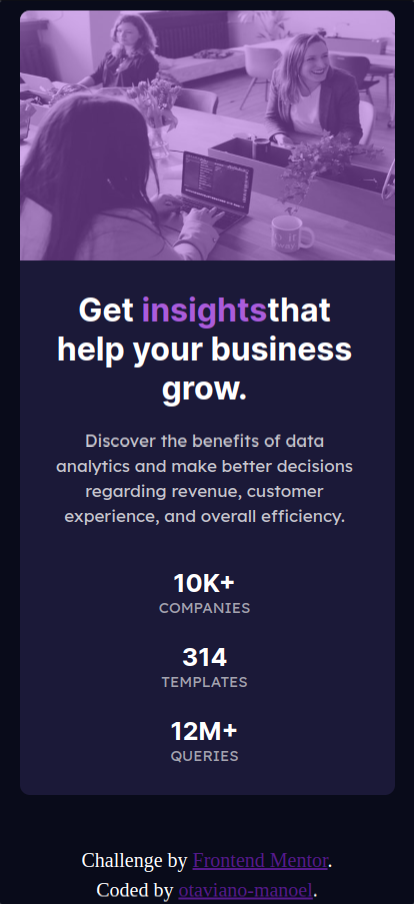 Get insightsthat
help your business
grow.
Discover the benefits of data
analytics and make better decisions
regarding revenue, customer
experience, and overall efficiency.
10K+
COMPANIES
314
TEMPLATES
12M+
QUERIES
Challenge by Frontend Mentor.
Coded by otaviano-manoel.